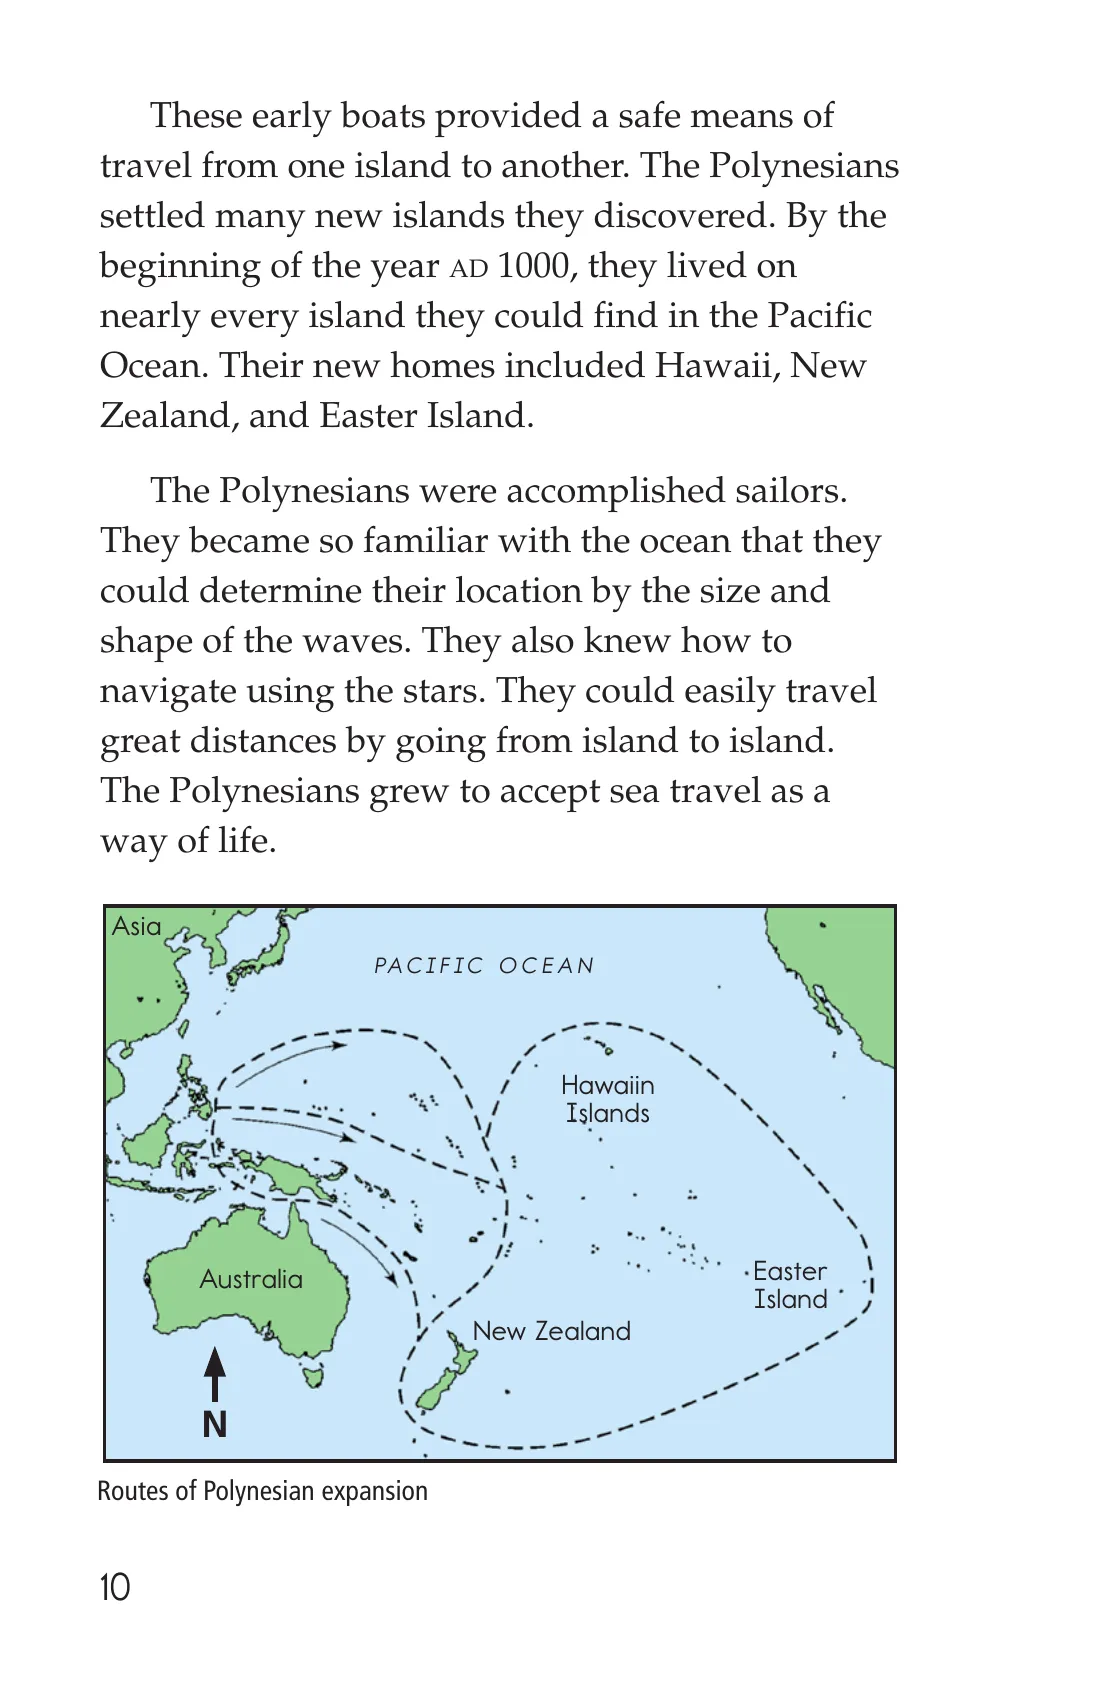 These early boats provided a safe means of
travel from one island to another. The Polynesians
settled many new islands they discovered. By the
beginning of the year AD 1000, they lived on
nearly every island they could find in the Pacific
Ocean. Their new homes included Hawaii, New
Zealand, and Easter Island.
The Polynesians were accomplished sailors.
They became so familiar with the ocean that they
could determine their location by the size and
shape of the waves. They also knew how to
navigate using the stars. They could easily travel
great distances by going from island to island.
The Polynesians grew to accept sea travel as a
way of life.
Asia
PACIFIC OCEAN
Hawaiin
Islands
Easter
Island
Australia
New Zealand
N
Routes of Polynesian expansion
10